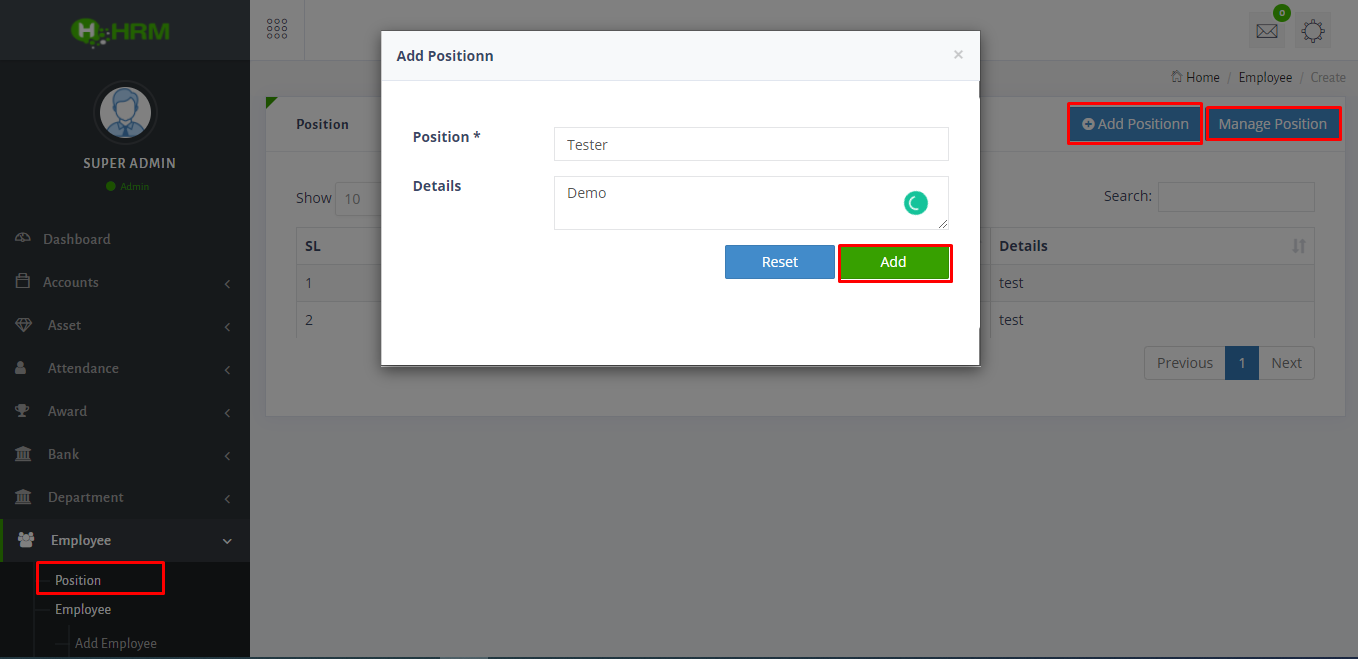 HRM
0
Add Positionn ×
Home / Employee / Create
SUPER ADMIN
Admin
Position
Add Positionn
Manage Position
Position *
Tester
Details
Demo
Reset
Add
Show 10
Search:
SL
Details
1
test
2
test
Previous 1 Next
Dashboard
Accounts
Asset
Attendance
Award
Bank
Department
Employee
Position
Employee
Add Employee